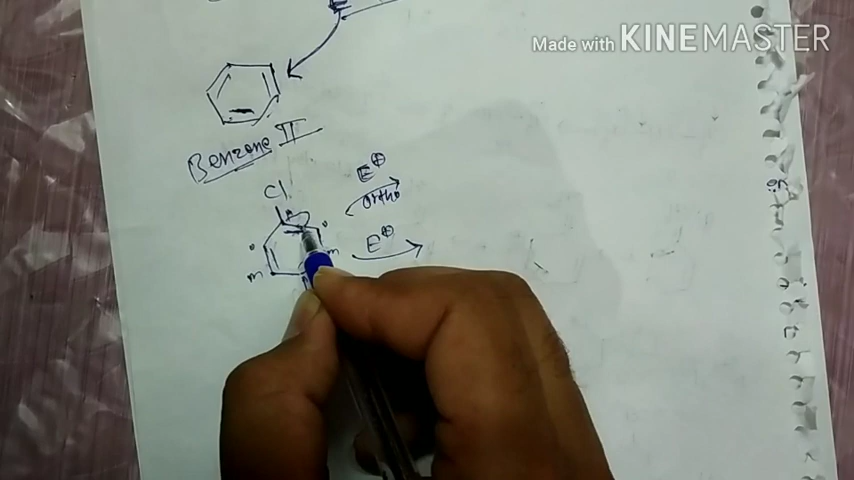 Made with KINEMASTER
Benzene II
Cl
E⊕
ortho
o
o
E⊕
m
m